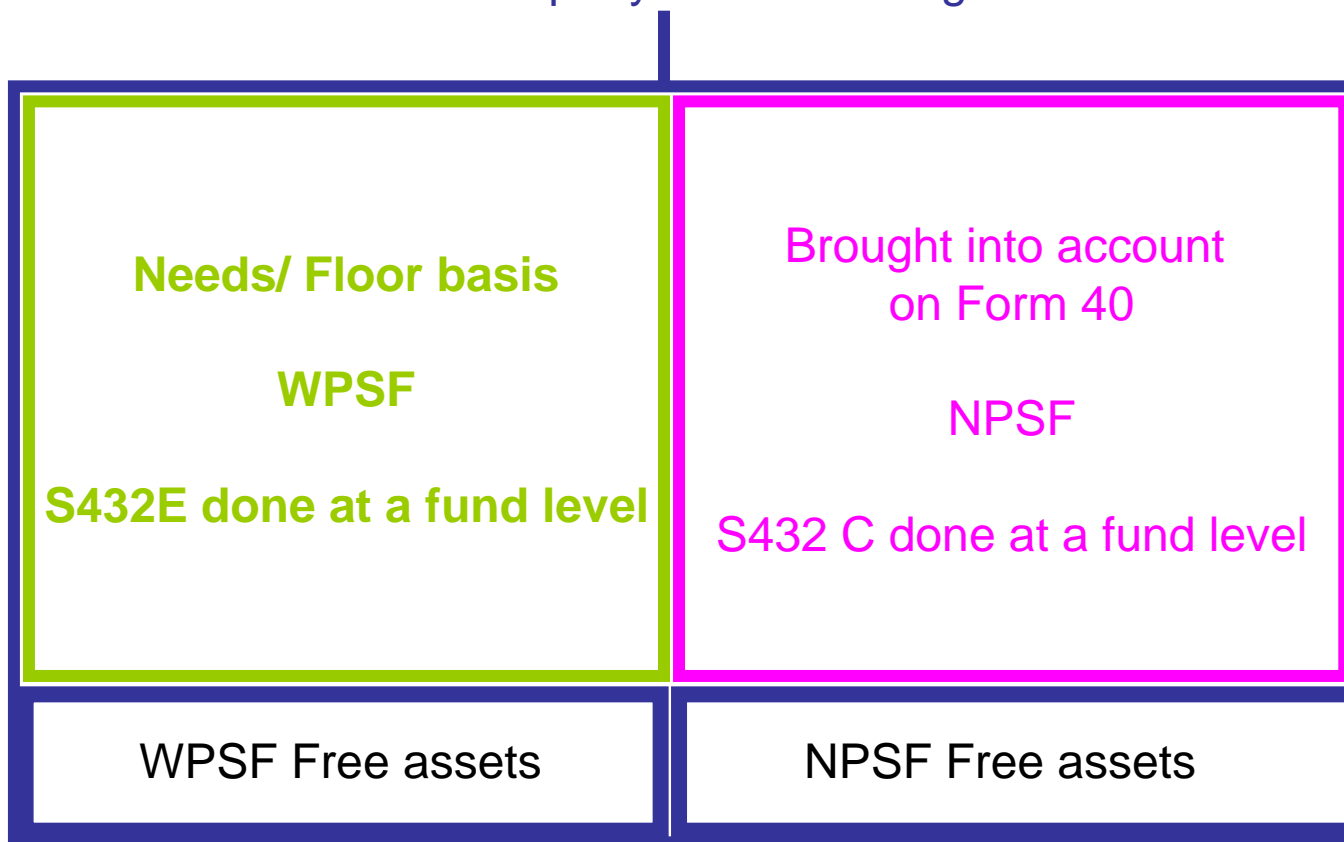 Needs/ Floor basis
WPSF
S432E done at a fund level
Brought into account
on Form 40
NPSF
S432 C done at a fund level
WPSF Free assets
NPSF Free assets